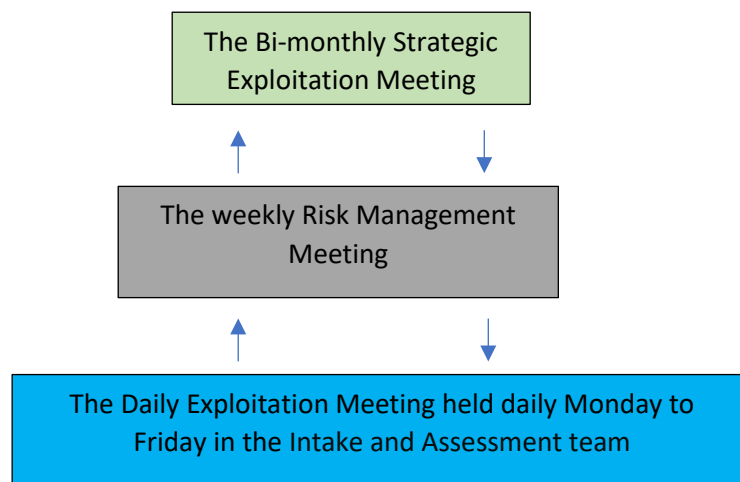 The Bi-monthly Strategic
Exploitation Meeting
The weekly Risk Management
Meeting
The Daily Exploitation Meeting held daily Monday to
Friday in the Intake and Assessment team